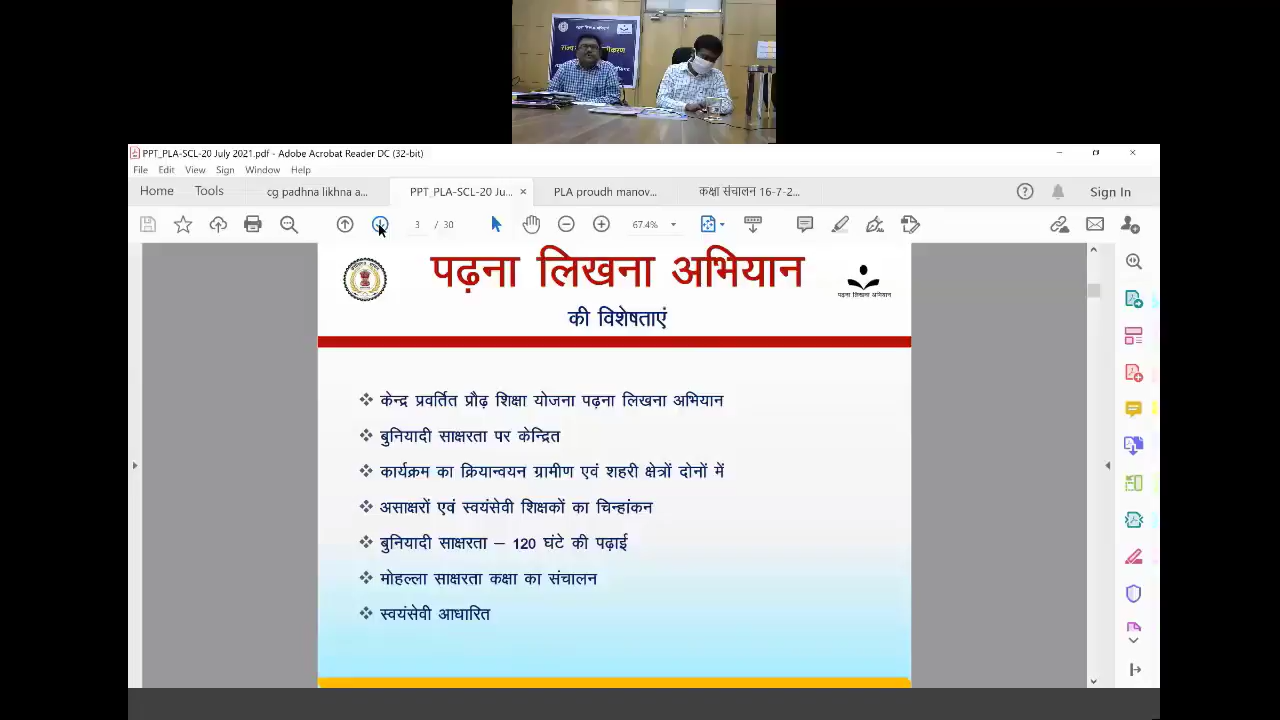 PPT_PLA-SCL-20 July 2021.pdf - Adobe Acrobat Reader DC (32-bit)
File Edit View Sign Window Help
Home Tools cg padhna likhna a... PPT_PLA-SCL-20 Ju... PLA proudh manov... कक्षा संचालन 16-7-2... Sign In
3 / 30 67.4%
पढ़ना लिखना अभियान
पढ़ना लिखना अभियान
की विशेषताएं
केन्द्र प्रवर्तित प्रौढ़ शिक्षा योजना पढ़ना लिखना अभियान
बुनियादी साक्षरता पर केन्द्रित
कार्यक्रम का क्रियान्वयन ग्रामीण एवं शहरी क्षेत्रों दोनों में
असाक्षरों एवं स्वयंसेवी शिक्षकों का चिन्हांकन
बुनियादी साक्षरता – 120 घंटे की पढ़ाई
मोहल्ला साक्षरता कक्षा का संचालन
स्वयंसेवी आधारित